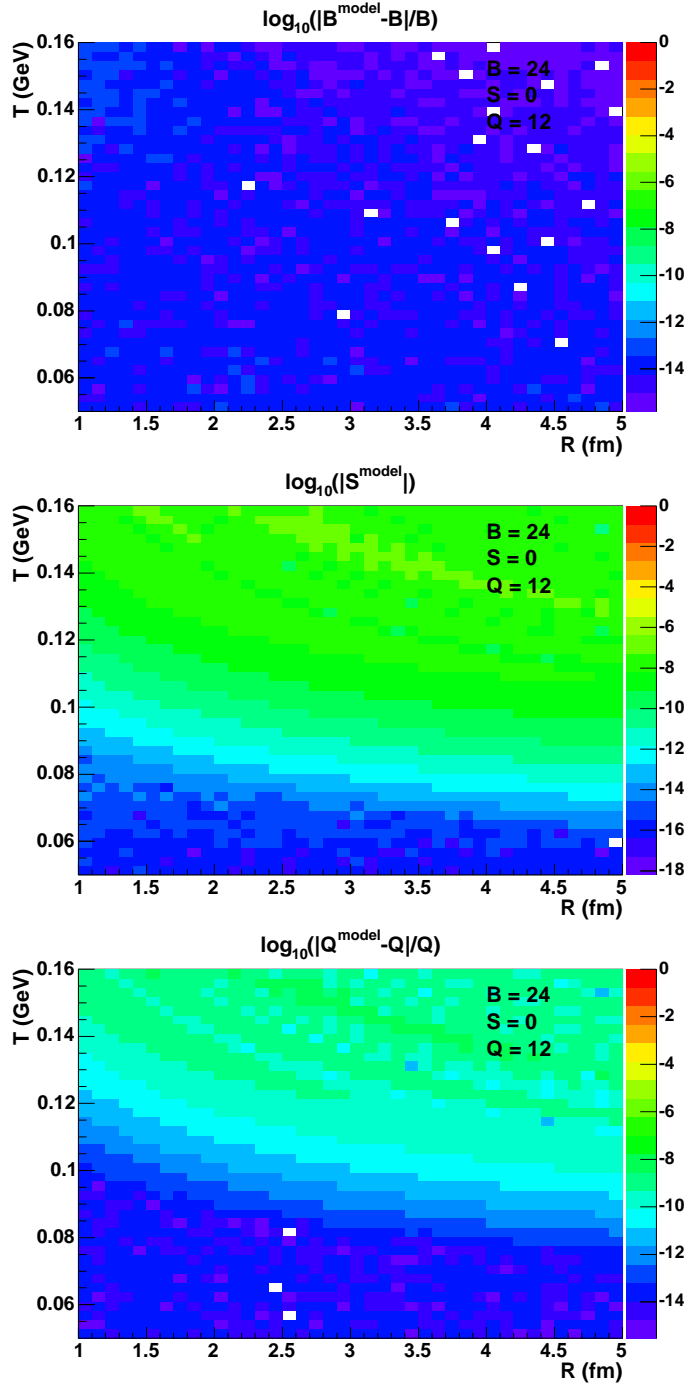 log10(|B^model-B|/B)
T (GeV)
0.16
0.14
0.12
0.1
0.08
0.06
B = 24
S = 0
Q = 12
0
-2
-4
-6
-8
-10
-12
-14
1 1.5 2 2.5 3 3.5 4 4.5 5
R (fm)
log10(|S^model|)
T (GeV)
0.16
0.14
0.12
0.1
0.08
0.06
B = 24
S = 0
Q = 12
0
-2
-4
-6
-8
-10
-12
-14
-16
-18
1 1.5 2 2.5 3 3.5 4 4.5 5
R (fm)
log10(|Q^model-Q|/Q)
T (GeV)
0.16
0.14
0.12
0.1
0.08
0.06
B = 24
S = 0
Q = 12
0
-2
-4
-6
-8
-10
-12
-14
1 1.5 2 2.5 3 3.5 4 4.5 5
R (fm)